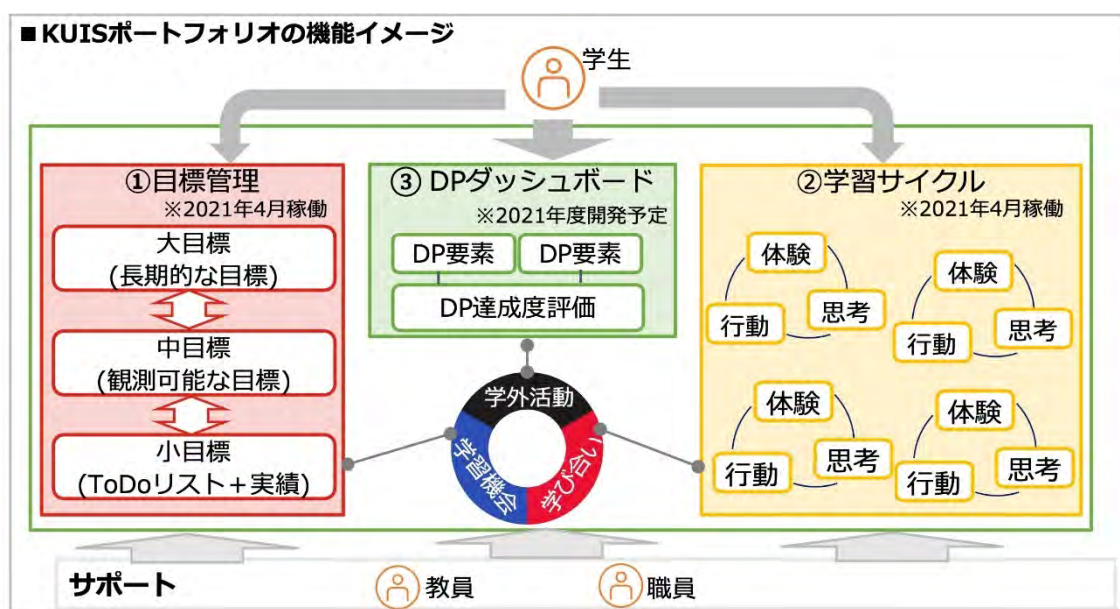 ■KUISポートフォリオの機能イメージ
学生
①目標管理
※2021年4月稼働
大目標
(長期的な目標)
中目標
(観測可能な目標)
小目標
(ToDoリスト＋実績)
③ DPダッシュボード
※2021年度開発予定
DP要素
DP要素
DP達成度評価
学外活動
学習機会
学び合い
②学習サイクル
※2021年4月稼働
体験
思考
行動
体験
思考
行動
体験
思考
行動
体験
思考
行動
サポート
教員
職員